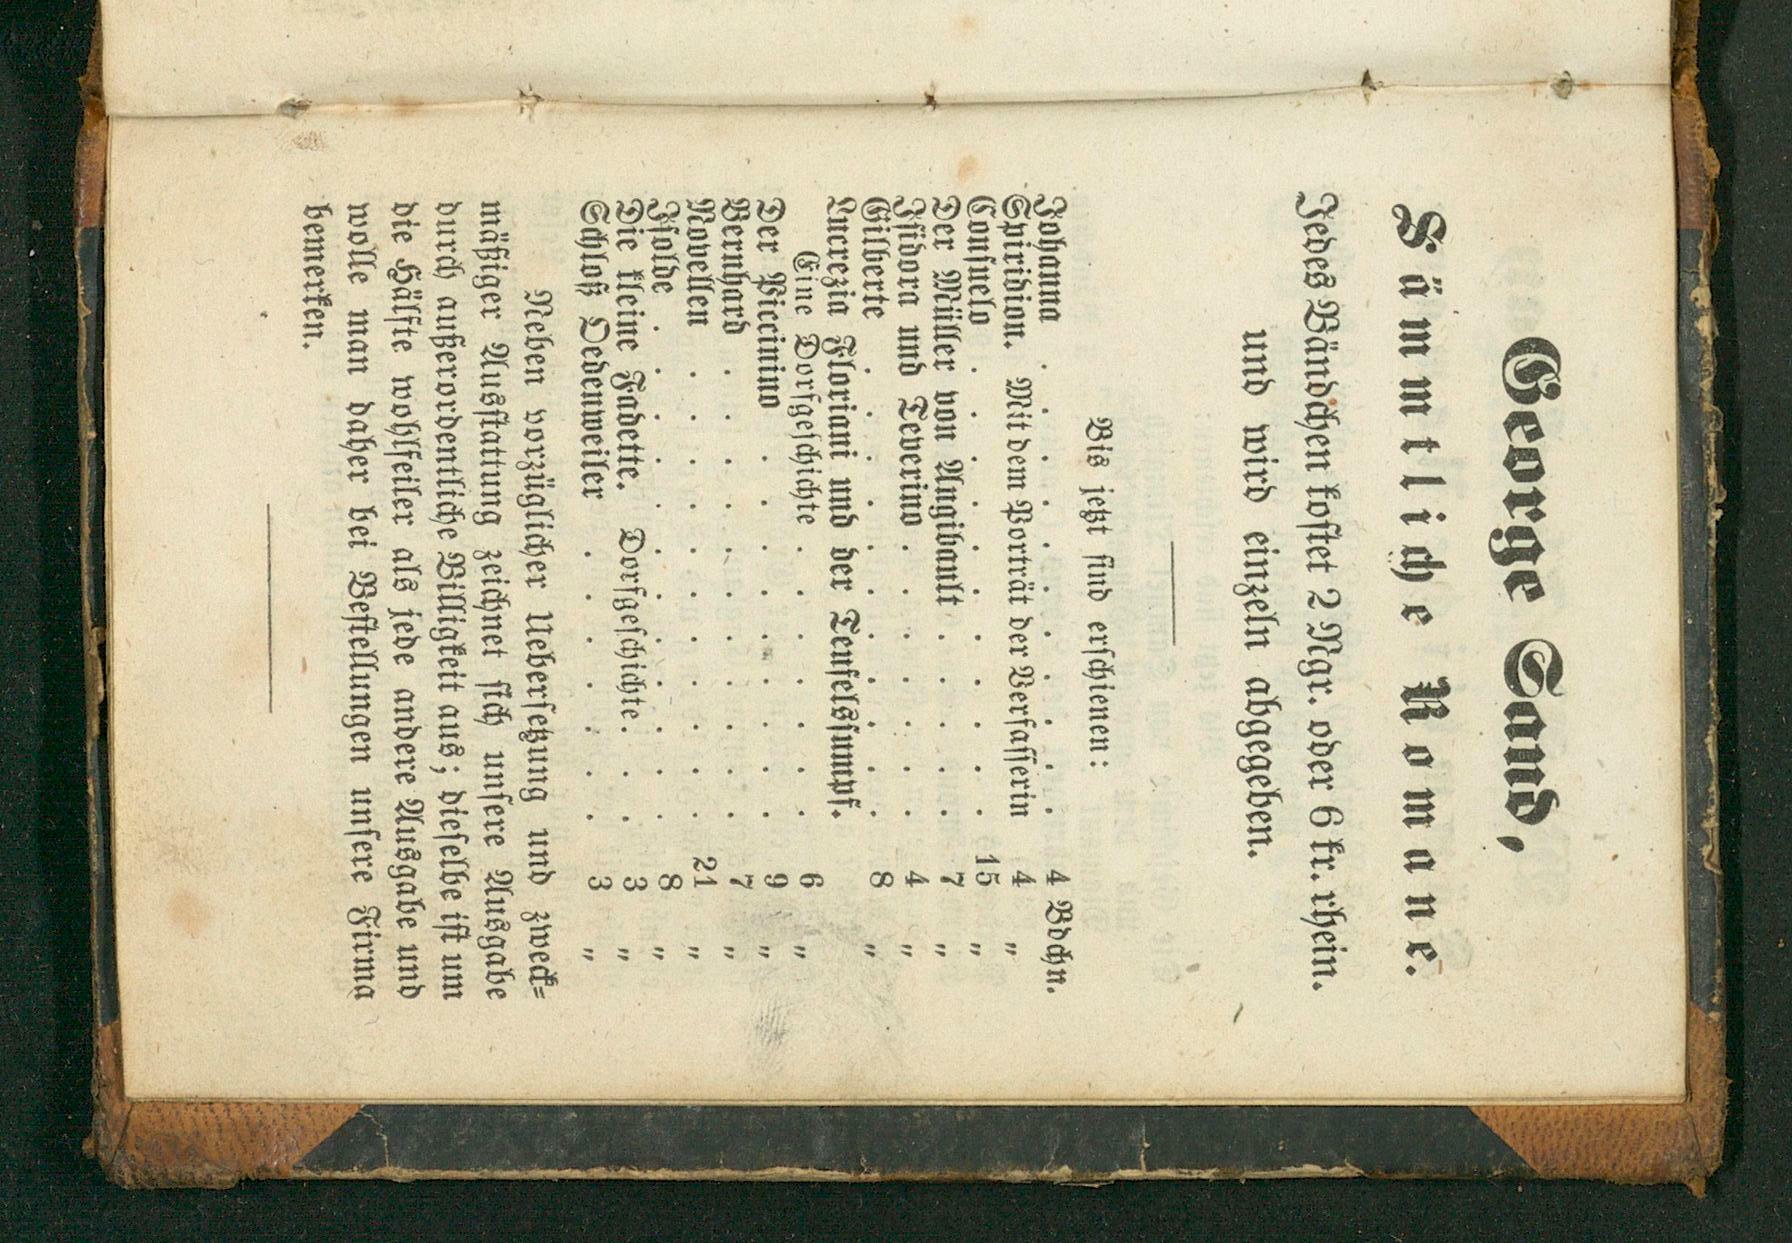 George Sand,
Sämmtliche Romane.
Jedes Bändchen kostet 2 Ngr. oder 6 kr. rhein.
und wird einzeln abgegeben.
Bis jetzt sind erschienen:
Johanna . . . . . . . . . . . 4 Bdchn.
Spiridion. Mit dem Porträt der Verfasserin 4 „
Consuelo . . . . . . . . . . . 15 „
Der Müller von Angibault . . . . . 7 „
Isidora und Teverino . . . . . . . 4 „
Gilberte . . . . . . . . . . . 8 „
Lucrezia Floriani und der Teufelssumpf.
Eine Dorfgeschichte . . . . . . . 6 „
Der Piccinino . . . . . . . . . 9 „
Bernhard . . . . . . . . . . . 7 „
Novellen . . . . . . . . . . . 21 „
Isolde . . . . . . . . . . . . 8 „
Die kleine Fadette. Dorfgeschichte . . . 3 „
Schloß Oedenweiler . . . . . . . 3 „
Neben vorzüglicher Uebersetzung und zweck-
mäßiger Ausstattung zeichnet sich unsere Ausgabe
durch außerordentliche Billigkeit aus; dieselbe ist um
die Hälfte wohlfeiler als jede andere Ausgabe und
wolle man daher bei Bestellungen unsere Firma
bemerken.